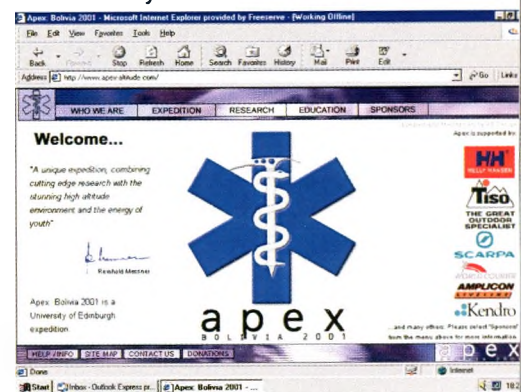 Apex: Bolivia 2001 - Microsoft Internet Explorer provided by Freeserve - [Working Offline]
File Edit View Favorites Tools Help
Back Stop Refresh Home Search Favorites History Mail Print Edit
Address http://www.apex-altitude.com/ Go Links
WHO WE ARE EXPEDITION RESEARCH EDUCATION SPONSORS
Apex is supported by:
Welcome...
"A unique expedition, combining
cutting edge research with the
stunning high altitude
environment and the energy of
youth"
Reinhold Messner
Apex: Bolivia 2001 is a
University of Edinburgh
expedition.
apex
BOLIVIA 2001
HH
HELLY HANSEN
TISO
THE GREAT
OUTDOOR
SPECIALIST
SCARPA
WORLD COURIER
AMPLICON
Kendro
...and many others. Please select "Sponsors"
from the menu above for more information.
HELP / INFO SITE MAP CONTACT US DONATIONS
apex
Done Internet
Start Inbox - Outlook Express pr... Apex: Bolivia 2001 - ...